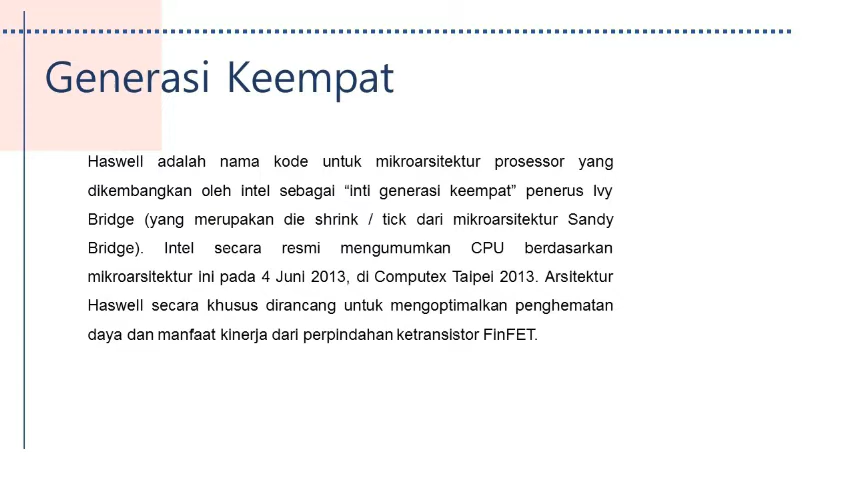 Generasi Keempat
Haswell adalah nama kode untuk mikroarsitektur prosessor yang
dikembangkan oleh intel sebagai “inti generasi keempat” penerus Ivy
Bridge (yang merupakan die shrink / tick dari mikroarsitektur Sandy
Bridge). Intel secara resmi mengumumkan CPU berdasarkan
mikroarsitektur ini pada 4 Juni 2013, di Computex Taipei 2013. Arsitektur
Haswell secara khusus dirancang untuk mengoptimalkan penghematan
daya dan manfaat kinerja dari perpindahan ketransistor FinFET.